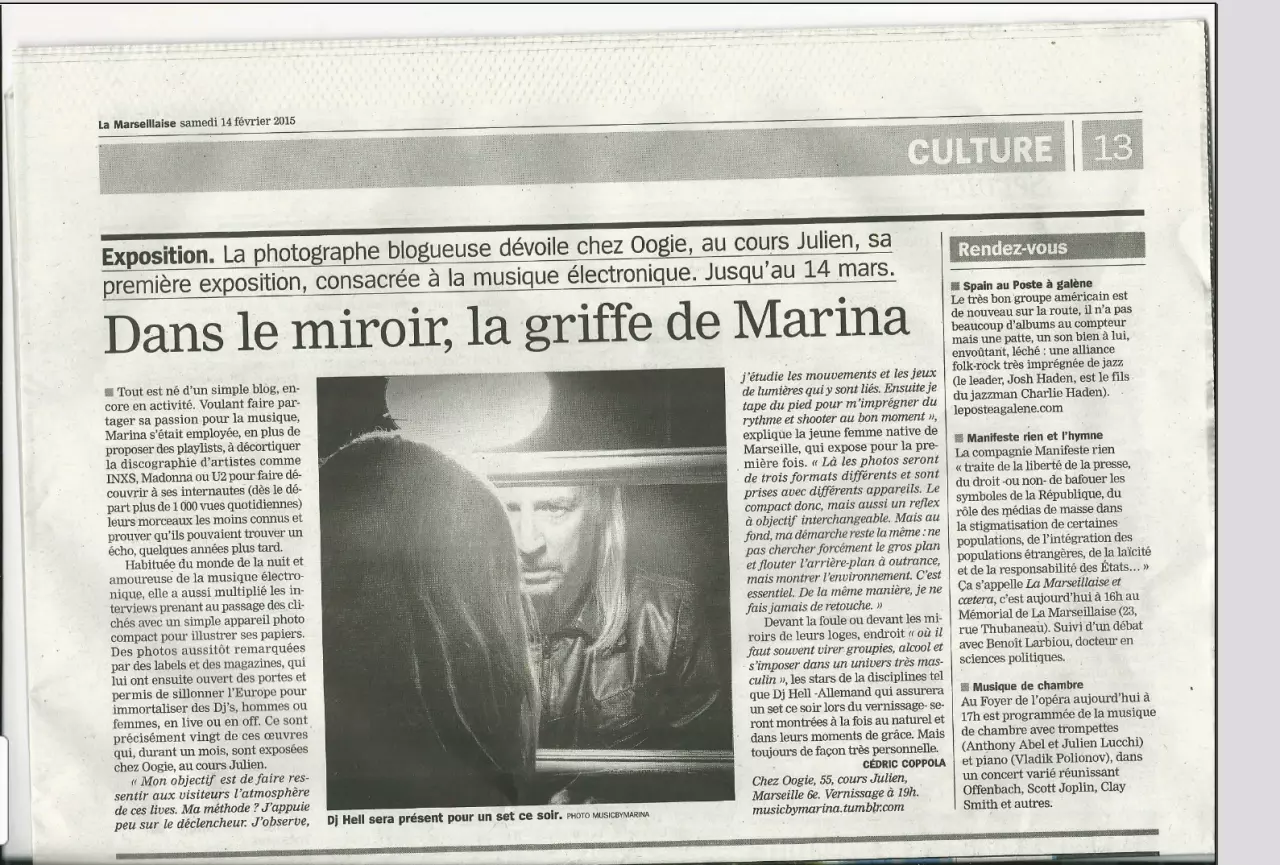 La Marseillaise samedi 14 février 2015
CULTURE 13
Exposition. La photographe blogueuse dévoile chez Oogie, au cours Julien, sa
première exposition, consacrée à la musique électronique. Jusqu'au 14 mars.
Dans le miroir, la griffe de Marina
Tout est né d'un simple blog, en-
core en activité. Voulant faire par-
tager sa passion pour la musique,
Marina s'était employée, en plus de
proposer des playlists, à décortiquer
la discographie d'artistes comme
INXS, Madonna ou U2 pour faire dé-
couvrir à ses internautes (dès le dé-
part plus de 1 000 vues quotidiennes)
leurs morceaux les moins connus et
prouver qu'ils pouvaient trouver un
écho, quelques années plus tard.
Habituée du monde de la nuit et
amoureuse de la musique électro-
nique, elle a aussi multiplié les in-
terviews prenant au passage des cli-
chés avec un simple appareil photo
compact pour illustrer ses papiers.
Des photos aussitôt remarquées
par des labels et des magazines, qui
lui ont ensuite ouvert des portes et
permis de sillonner l'Europe pour
immortaliser des Dj's, hommes ou
femmes, en live ou en off. Ce sont
précisément vingt de ces œuvres
qui, durant un mois, sont exposées
chez Oogie, au cours Julien.
« Mon objectif est de faire res-
sentir aux visiteurs l'atmosphère
de ces lives. Ma méthode ? J'appuie
peu sur le déclencheur. J'observe,
Dj Hell sera présent pour un set ce soir. PHOTO MUSICBYMARINA
j'étudie les mouvements et les jeux
de lumières qui y sont liés. Ensuite je
tape du pied pour m'imprégner du
rythme et shooter au bon moment »,
explique la jeune femme native de
Marseille, qui expose pour la pre-
mière fois. « Là les photos seront
de trois formats différents et sont
prises avec différents appareils. Le
compact donc, mais aussi un reflex
à objectif interchangeable. Mais au
fond, ma démarche reste la même : ne
pas chercher forcément le gros plan
et flouter l'arrière-plan à outrance,
mais montrer l'environnement. C'est
essentiel. De la même manière, je ne
fais jamais de retouche. »
Devant la foule ou devant les mi-
roirs de leurs loges, endroit « où il
faut souvent virer groupies, alcool et
s'imposer dans un univers très mas-
culin », les stars de la disciplines tel
que Dj Hell -Allemand qui assurera
un set ce soir lors du vernissage- se-
ront montrées à la fois au naturel et
dans leurs moments de grâce. Mais
toujours de façon très personnelle.
CÉDRIC COPPOLA
Chez Oogie, 55, cours Julien,
Marseille 6e. Vernissage à 19h.
musicbymarina.tumblr.com
Rendez-vous
Spain au Poste à galène
Le très bon groupe américain est
de nouveau sur la route, il n'a pas
beaucoup d'albums au compteur
mais une patte, un son bien à lui,
envoûtant, léché : une alliance
folk-rock très imprégnée de jazz
(le leader, Josh Haden, est le fils
du jazzman Charlie Haden).
leposteagalene.com
Manifeste rien et l'hymne
La compagnie Manifeste rien
« traite de la liberté de la presse,
du droit -ou non- de bafouer les
symboles de la République, du
rôle des médias de masse dans
la stigmatisation de certaines
populations, de l'intégration des
populations étrangères, de la laïcité
et de la responsabilité des États... »
Ça s'appelle La Marseillaise et
cætera, c'est aujourd'hui à 16h au
Mémorial de La Marseillaise (23,
rue Thubaneau). Suivi d'un débat
avec Benoît Larbiou, docteur en
sciences politiques.
Musique de chambre
Au Foyer de l'opéra aujourd'hui à
17h est programmée de la musique
de chambre avec trompettes
(Anthony Abel et Julien Lucchi)
et piano (Vladik Polionov), dans
un concert varié réunissant
Offenbach, Scott Joplin, Clay
Smith et autres.